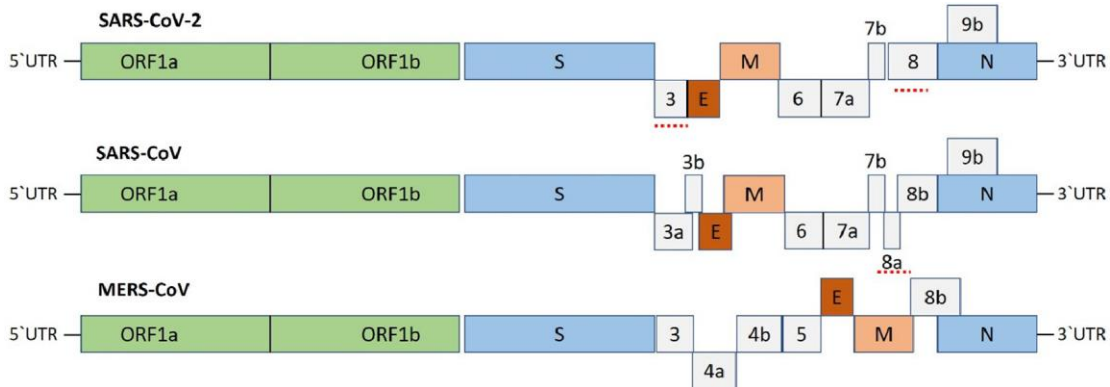 SARS-CoV-2
7b
9b
5`UTR ORF1a ORF1b S M 8 N 3`UTR
3 E 6 7a
SARS-CoV
3b 7b 9b
5`UTR ORF1a ORF1b S M 8b N 3`UTR
3a E 6 7a
8a
MERS-CoV
E 8b
5`UTR ORF1a ORF1b S 3 4b 5 M N 3`UTR
4a